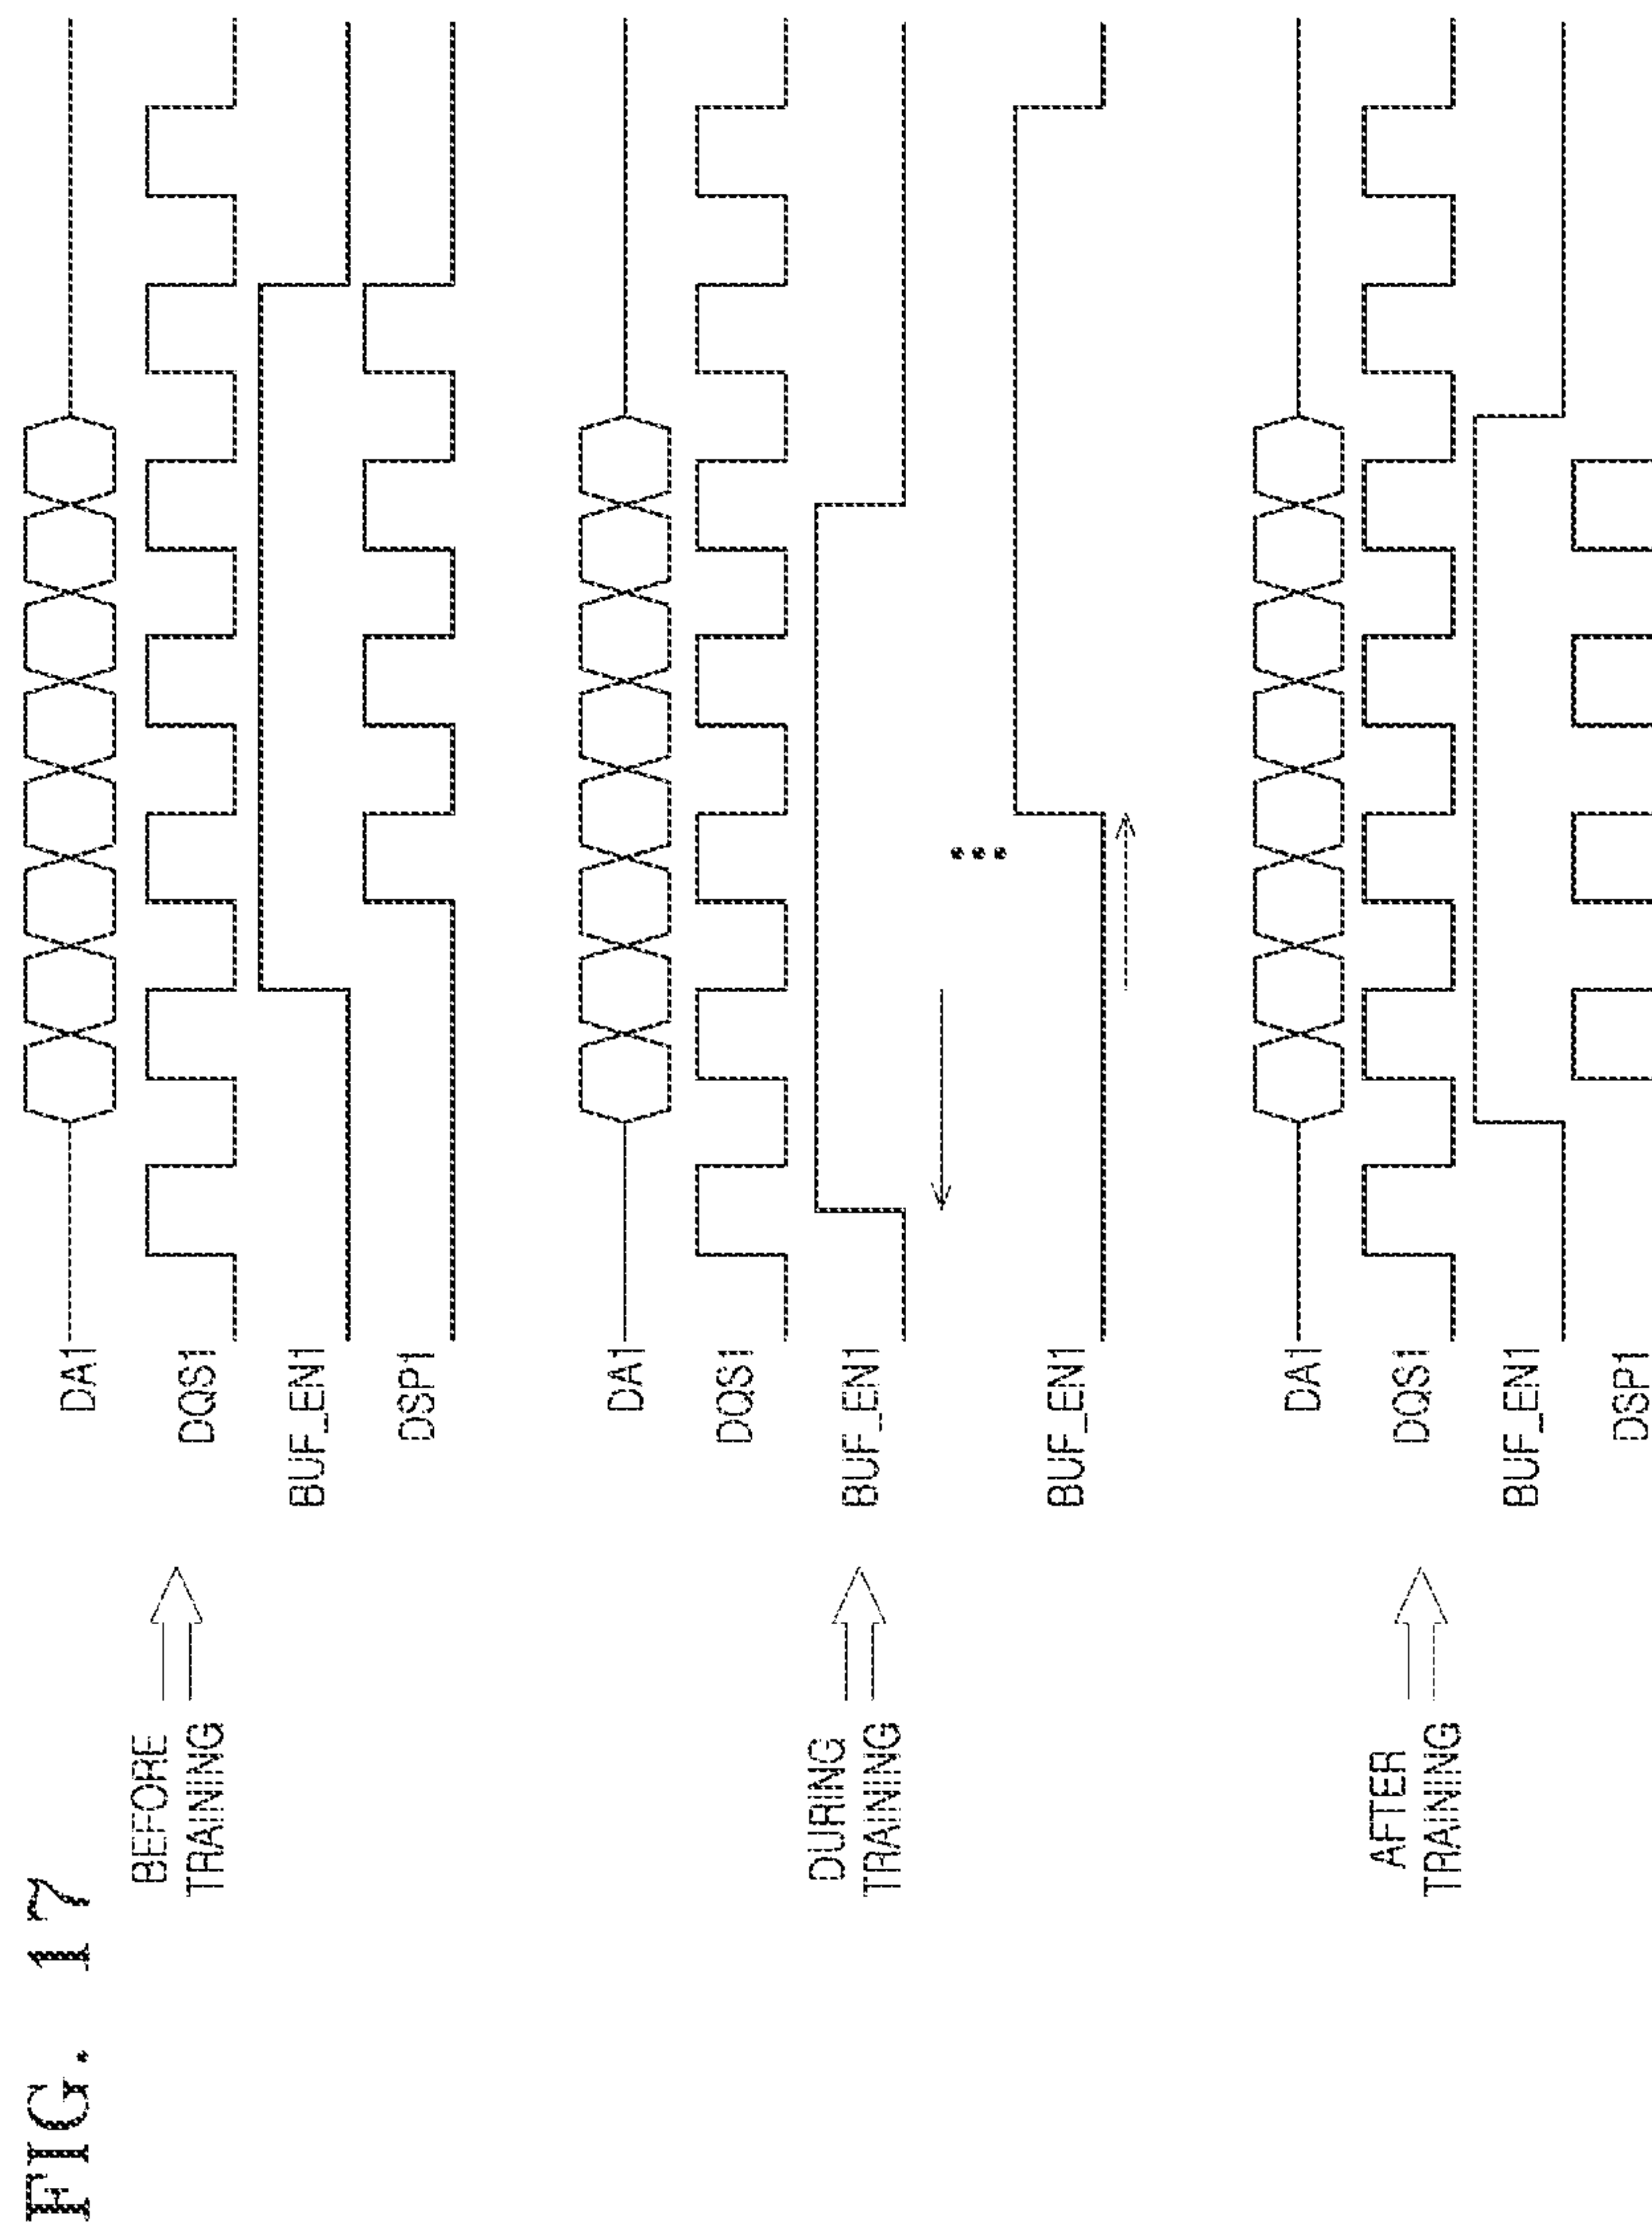 FIG. 17
BEFORE
TRAINING
DA1
DQS1
BUF_EN1
DSP1
DURING
TRAINING
DA1
DQS1
BUF_EN1
BUF_EN1
AFTER
TRAINING
DA1
DQS1
BUF_EN1
DSP1